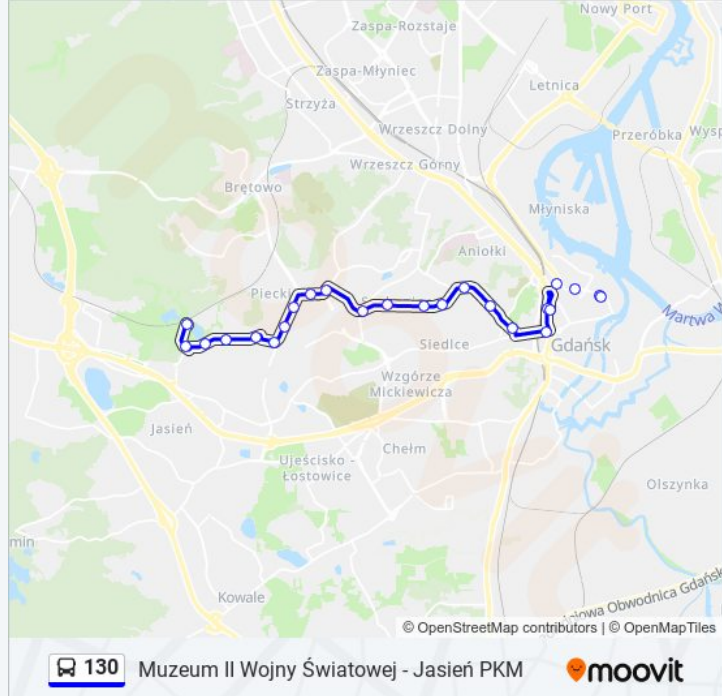 Nowy Port
Zaspa-Rozstaje
Zaspa-Młyniec
Letnica
Strzyża
Wrzeszcz Dolny
Przeróbka
Wysp
Wrzeszcz Górny
Brętowo
Młyniska
Aniołki
Piecki
Martwa W
Siedlce
Gdańsk
Wzgórze
Mickiewicza
Jasień
Chełm
Ujeścisko -
Łostowice
Olszynka
min
Kowale
Obwodnica Gdańsk
© OpenStreetMap contributors | © OpenMapTiles
130 Muzeum II Wojny Światowej - Jasień PKM moovit